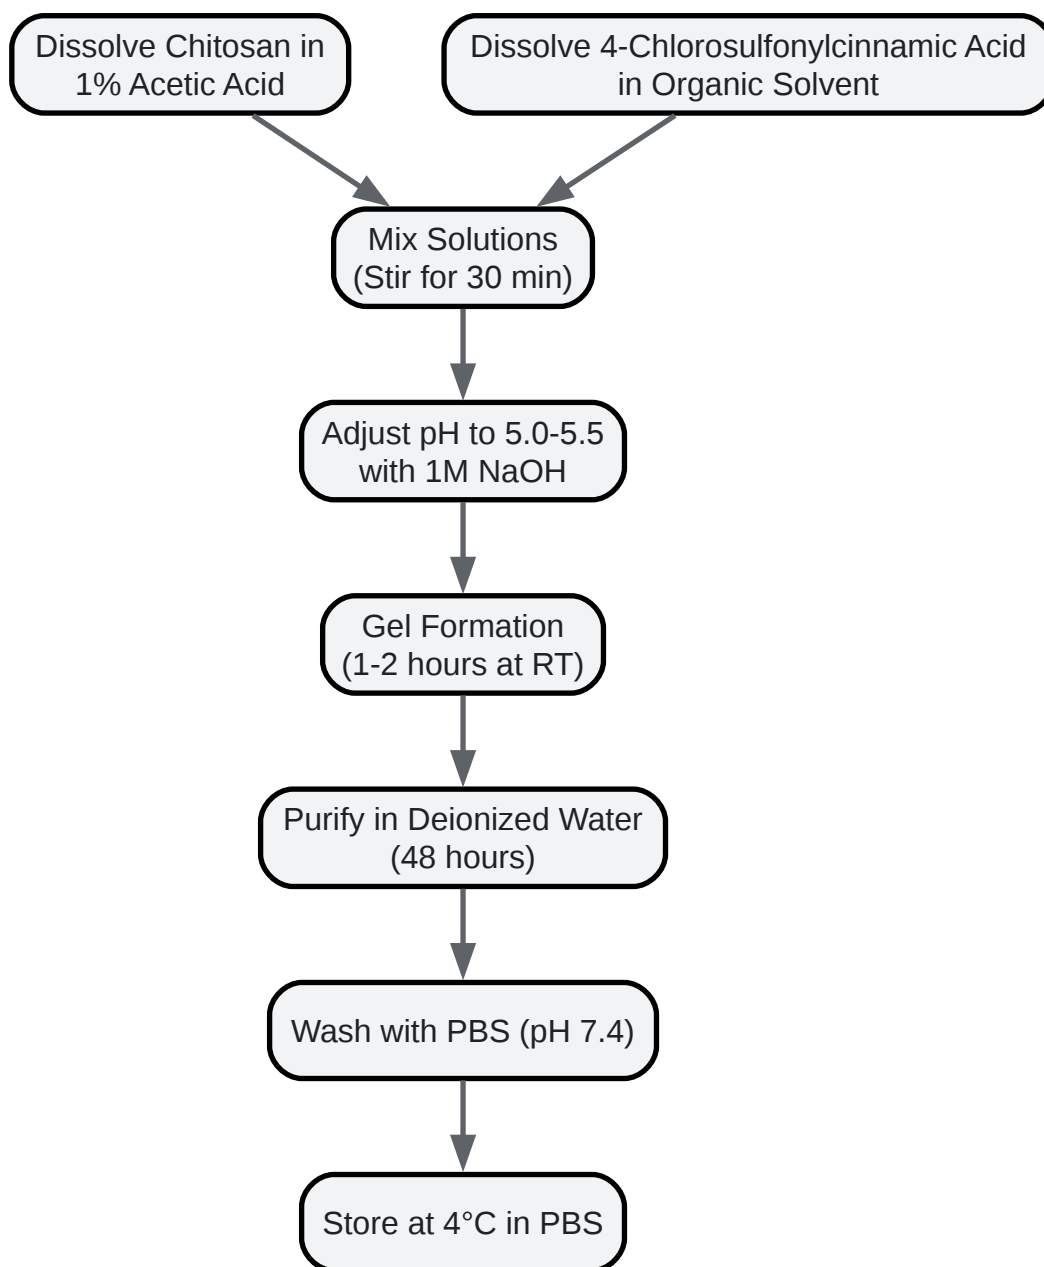 Dissolve Chitosan in
1% Acetic Acid
Dissolve 4-Chlorosulfonylcinnamic Acid
in Organic Solvent
Mix Solutions
(Stir for 30 min)
Adjust pH to 5.0-5.5
with 1M NaOH
Gel Formation
(1-2 hours at RT)
Purify in Deionized Water
(48 hours)
Wash with PBS (pH 7.4)
Store at 4°C in PBS